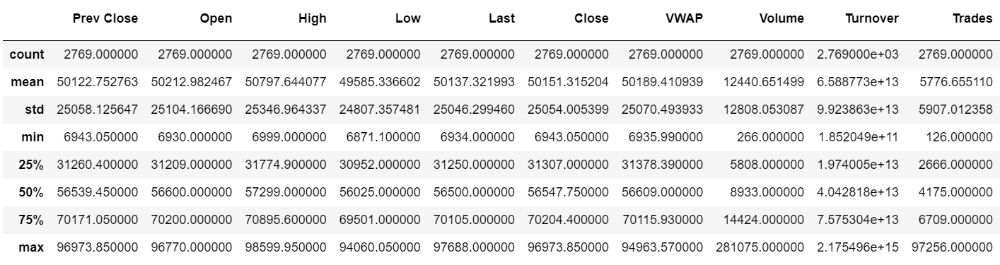 Prev Close Open High Low Last Close VWAP Volume Turnover Trades
count 2769.000000 2769.000000 2769.000000 2769.000000 2769.000000 2769.000000 2769.000000 2769.000000 2.769000e+03 2769.000000
mean 50122.752763 50212.982467 50797.644077 49585.336602 50137.321993 50151.315204 50189.410939 12440.651499 6.588773e+13 5776.655110
std 25058.125647 25104.166690 25346.964337 24807.357481 25046.299460 25054.005399 25070.493933 12808.053087 9.923863e+13 5907.012358
min 6943.050000 6930.000000 6999.000000 6871.100000 6934.000000 6943.050000 6935.990000 266.000000 1.852049e+11 126.000000
25% 31260.400000 31209.000000 31774.900000 30952.000000 31250.000000 31307.000000 31378.390000 5808.000000 1.974005e+13 2666.000000
50% 56539.450000 56600.000000 57299.000000 56025.000000 56500.000000 56547.750000 56609.000000 8933.000000 4.042818e+13 4175.000000
75% 70171.050000 70200.000000 70895.600000 69501.000000 70105.000000 70204.400000 70115.930000 14424.000000 7.575304e+13 6709.000000
max 96973.850000 96770.000000 98599.950000 94060.050000 97688.000000 96973.850000 94963.570000 281075.000000 2.175496e+15 97256.000000